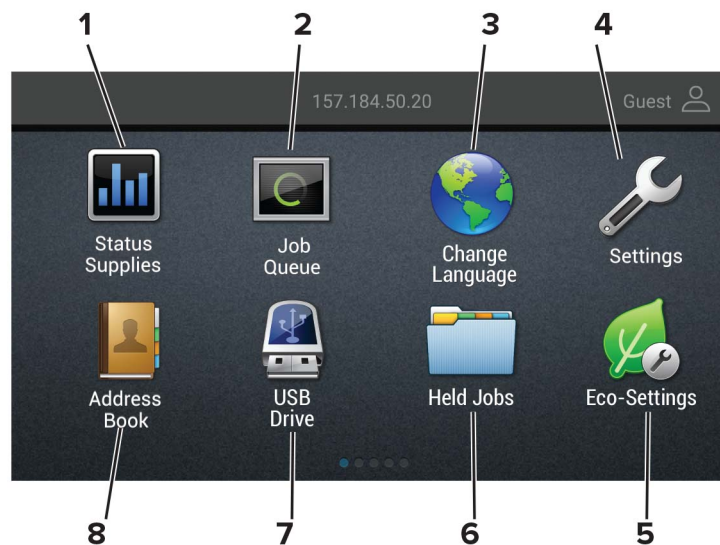 1 2 3 4
157.184.50.20 Guest
Status
Supplies
Job
Queue
Change
Language
Settings
Address
Book
USB
Drive
Held Jobs
Eco-Settings
8 7 6 5